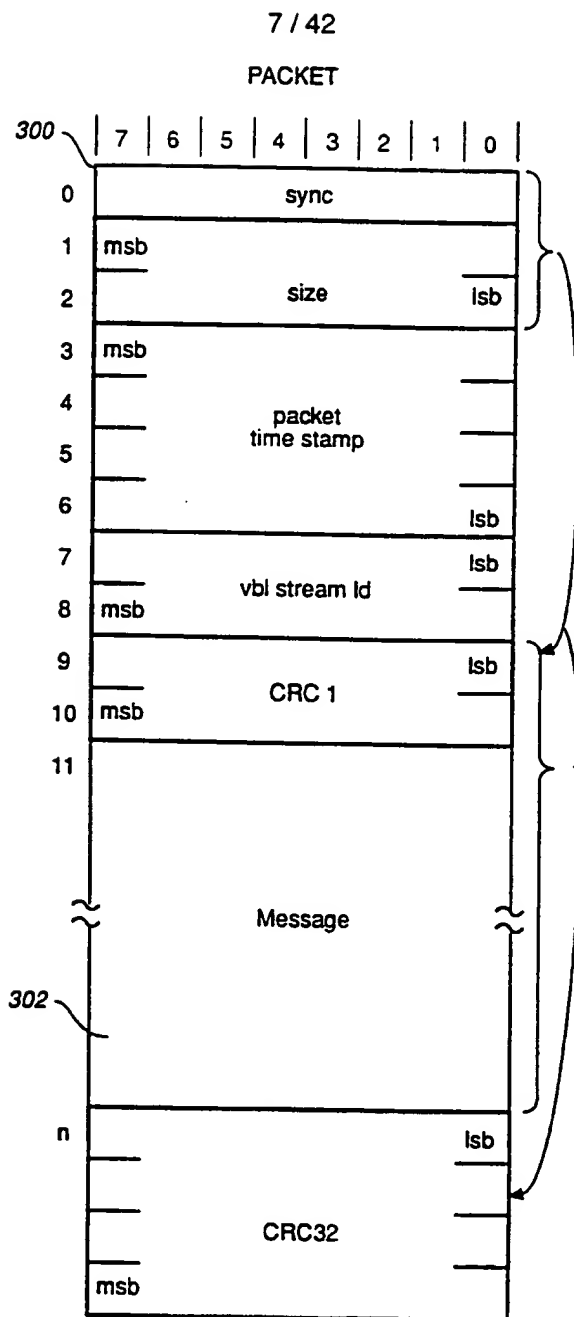 7 / 42
PACKET
300
7 6 5 4 3 2 1 0
0 sync
1 msb
2 size lsb
3 msb
4 packet
time stamp
5
6 lsb
7 lsb
vbl stream Id
8 msb
9 lsb
CRC 1
10 msb
11
Message
302
n lsb
CRC32
msb